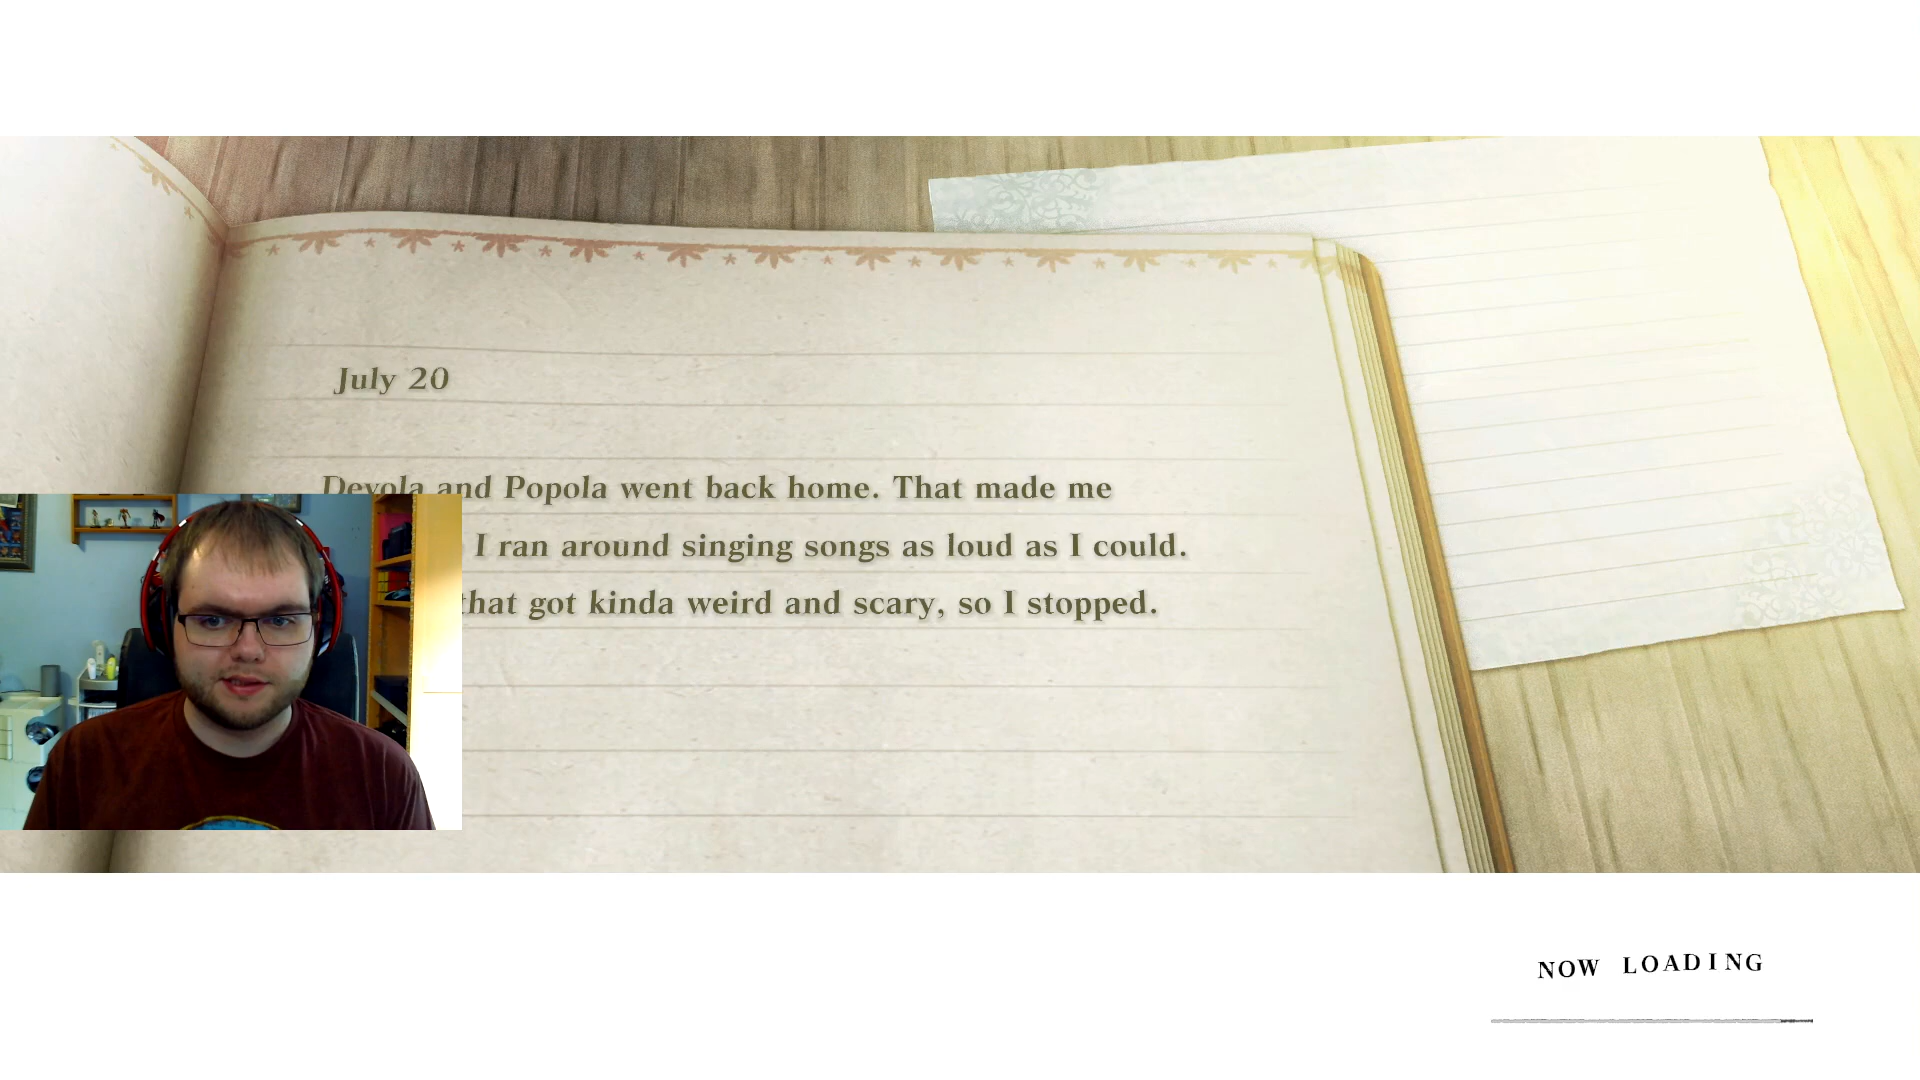 July 20
Devola and Popola went back home. That made me
I ran around singing songs as loud as I could.
that got kinda weird and scary, so I stopped.
NOW LOADING